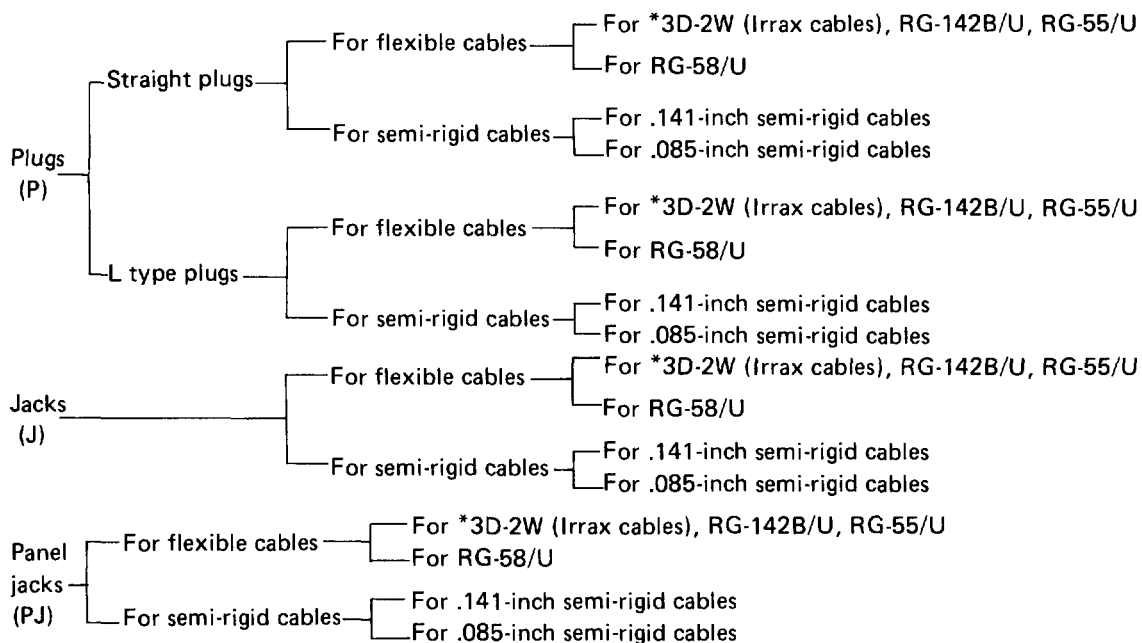 For flexible cables
For *3D-2W (Irrax cables), RG-142B/U, RG-55/U
For RG-58/U
Straight plugs
For semi-rigid cables
For .141-inch semi-rigid cables
For .085-inch semi-rigid cables
Plugs
(P)
For flexible cables
For *3D-2W (Irrax cables), RG-142B/U, RG-55/U
For RG-58/U
L type plugs
For semi-rigid cables
For .141-inch semi-rigid cables
For .085-inch semi-rigid cables
For flexible cables
For *3D-2W (Irrax cables), RG-142B/U, RG-55/U
For RG-58/U
Jacks
(J)
For semi-rigid cables
For .141-inch semi-rigid cables
For .085-inch semi-rigid cables
For flexible cables
For *3D-2W (Irrax cables), RG-142B/U, RG-55/U
For RG-58/U
Panel
jacks
(PJ)
For semi-rigid cables
For .141-inch semi-rigid cables
For .085-inch semi-rigid cables